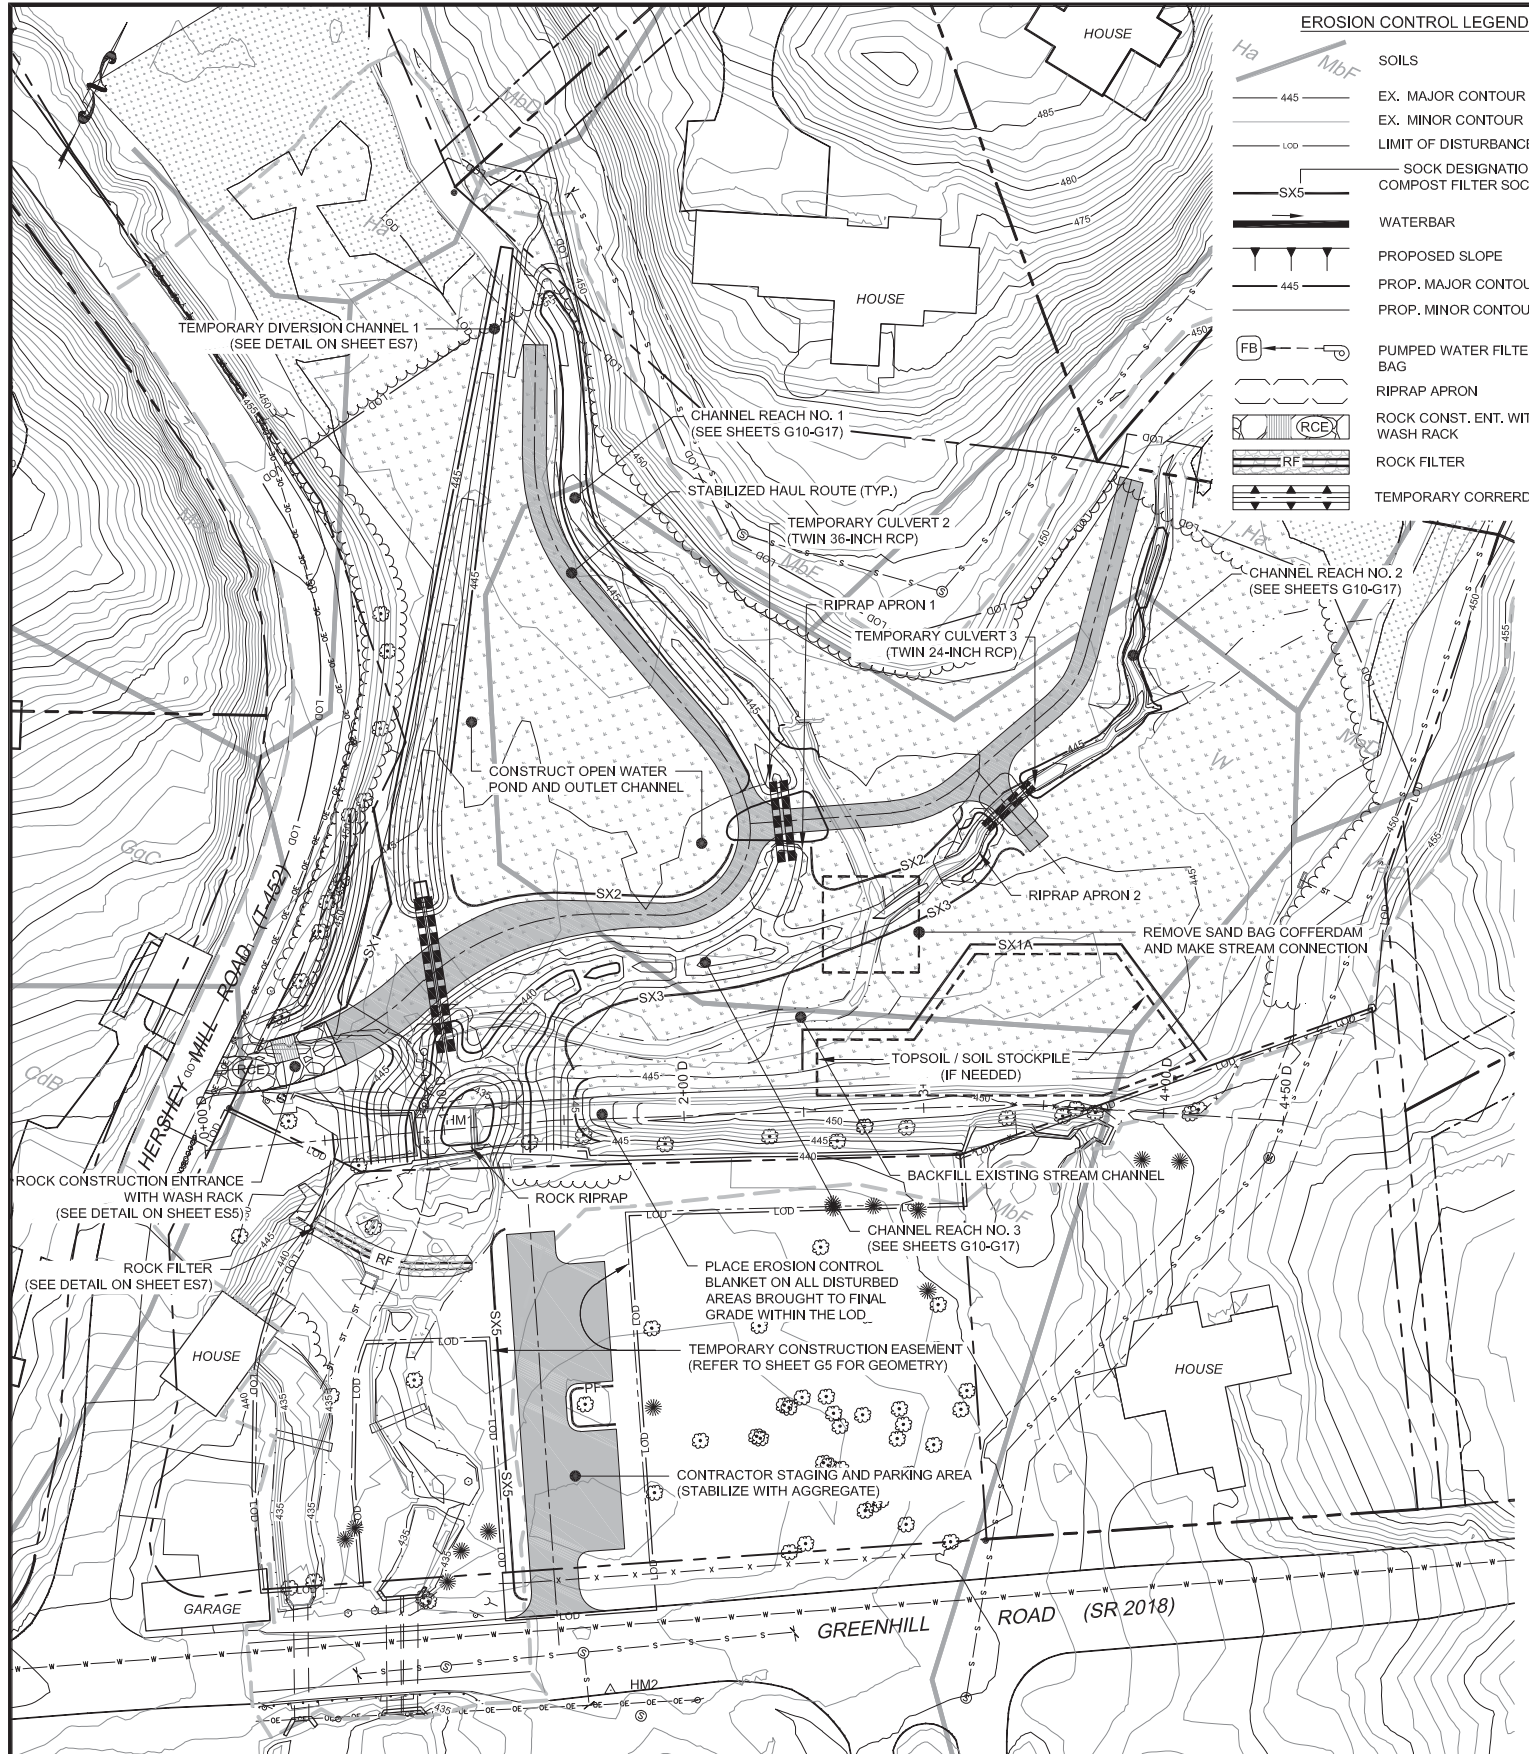 EROSION CONTROL LEGEND
Ha
MbF
SOILS
445
EX. MAJOR CONTOUR
EX. MINOR CONTOUR
LOD
LIMIT OF DISTURBANCE
SOCK DESIGNATIO
SX5
COMPOST FILTER SOC
WATERBAR
PROPOSED SLOPE
445
PROP. MAJOR CONTOU
PROP. MINOR CONTOU
FB
PUMPED WATER FILTE
BAG
RIPRAP APRON
RCE
ROCK CONST. ENT. WIT
WASH RACK
RF
ROCK FILTER
TEMPORARY CORRERD
HOUSE
MbD
485
480
475
Ha
HOUSE
TEMPORARY DIVERSION CHANNEL 1
(SEE DETAIL ON SHEET ES7)
CHANNEL REACH NO. 1
(SEE SHEETS G10-G17)
STABILIZED HAUL ROUTE (TYP.)
TEMPORARY CULVERT 2
(TWIN 36-INCH RCP)
MbF
Ha
CHANNEL REACH NO. 2
(SEE SHEETS G10-G17)
RIPRAP APRON 1
TEMPORARY CULVERT 3
(TWIN 24-INCH RCP)
W
CONSTRUCT OPEN WATER
POND AND OUTLET CHANNEL
GaC
SX2
SX2
RIPRAP APRON 2
SX3
SX1
REMOVE SAND BAG COFFERDAM
AND MAKE STREAM CONNECTION
SX1A
SX3
HERSHEY MILL ROAD (T-452)
CdB
RCE
TOPSOIL / SOIL STOCKPILE
(IF NEEDED)
0+00 D
2+00 D
4+00 D
4+50 D
HM1
ROCK CONSTRUCTION ENTRANCE
WITH WASH RACK
(SEE DETAIL ON SHEET ES5)
ROCK RIPRAP
BACKFILL EXISTING STREAM CHANNEL
MbF
CHANNEL REACH NO. 3
(SEE SHEETS G10-G17)
ROCK FILTER
(SEE DETAIL ON SHEET ES7)
RF
PLACE EROSION CONTROL
BLANKET ON ALL DISTURBED
AREAS BROUGHT TO FINAL
GRADE WITHIN THE LOD
SX5
HOUSE
TEMPORARY CONSTRUCTION EASEMENT
(REFER TO SHEET G5 FOR GEOMETRY)
HOUSE
PF
CONTRACTOR STAGING AND PARKING AREA
(STABILIZE WITH AGGREGATE)
SX5
GARAGE
GREENHILL ROAD (SR 2018)
HM2